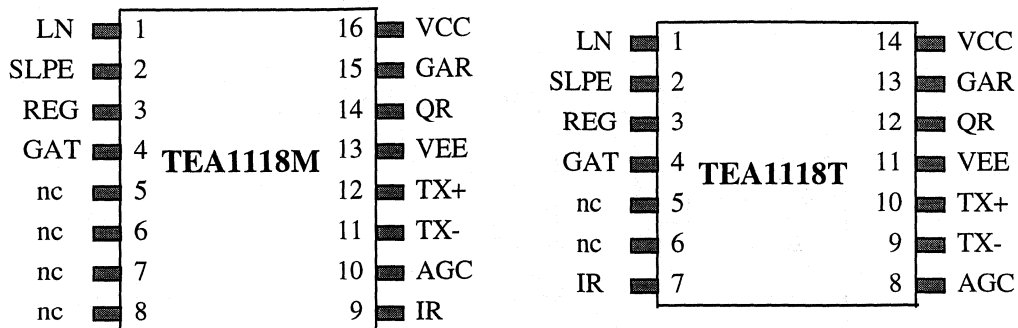 LN 1 16 VCC
SLPE 2 15 GAR
REG 3 14 QR
GAT 4 13 VEE
TEA1118M
nc 5 12 TX+
nc 6 11 TX-
nc 7 10 AGC
nc 8 9 IR
LN 1 14 VCC
SLPE 2 13 GAR
REG 3 12 QR
GAT 4 11 VEE
TEA1118T
nc 5 10 TX+
nc 6 9 TX-
IR 7 8 AGC